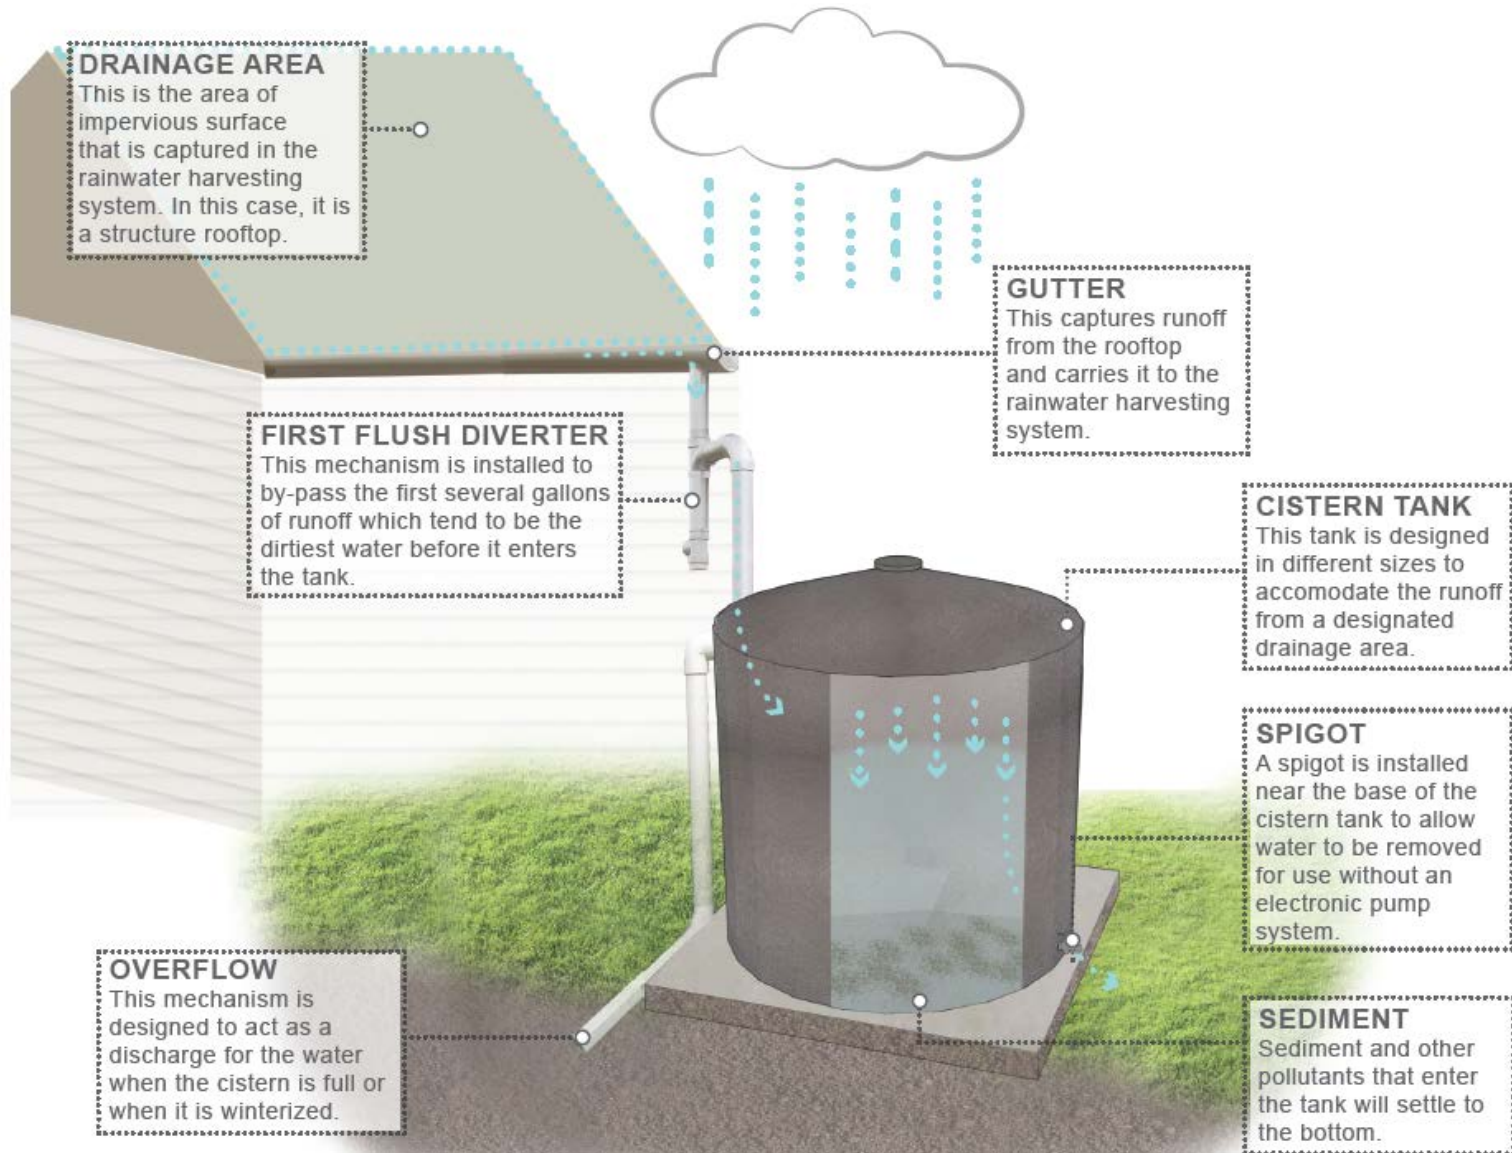 DRAINAGE AREA
This is the area of
impervious surface
that is captured in the
rainwater harvesting
system. In this case, it is
a structure rooftop.
GUTTER
This captures runoff
from the rooftop
and carries it to the
rainwater harvesting
system.
FIRST FLUSH DIVERTER
This mechanism is installed to
by-pass the first several gallons
of runoff which tend to be the
dirtiest water before it enters
the tank.
CISTERN TANK
This tank is designed
in different sizes to
accomodate the runoff
from a designated
drainage area.
SPIGOT
A spigot is installed
near the base of the
cistern tank to allow
water to be removed
for use without an
electronic pump
system.
OVERFLOW
This mechanism is
designed to act as a
discharge for the water
when the cistern is full or
when it is winterized.
SEDIMENT
Sediment and other
pollutants that enter
the tank will settle to
the bottom.